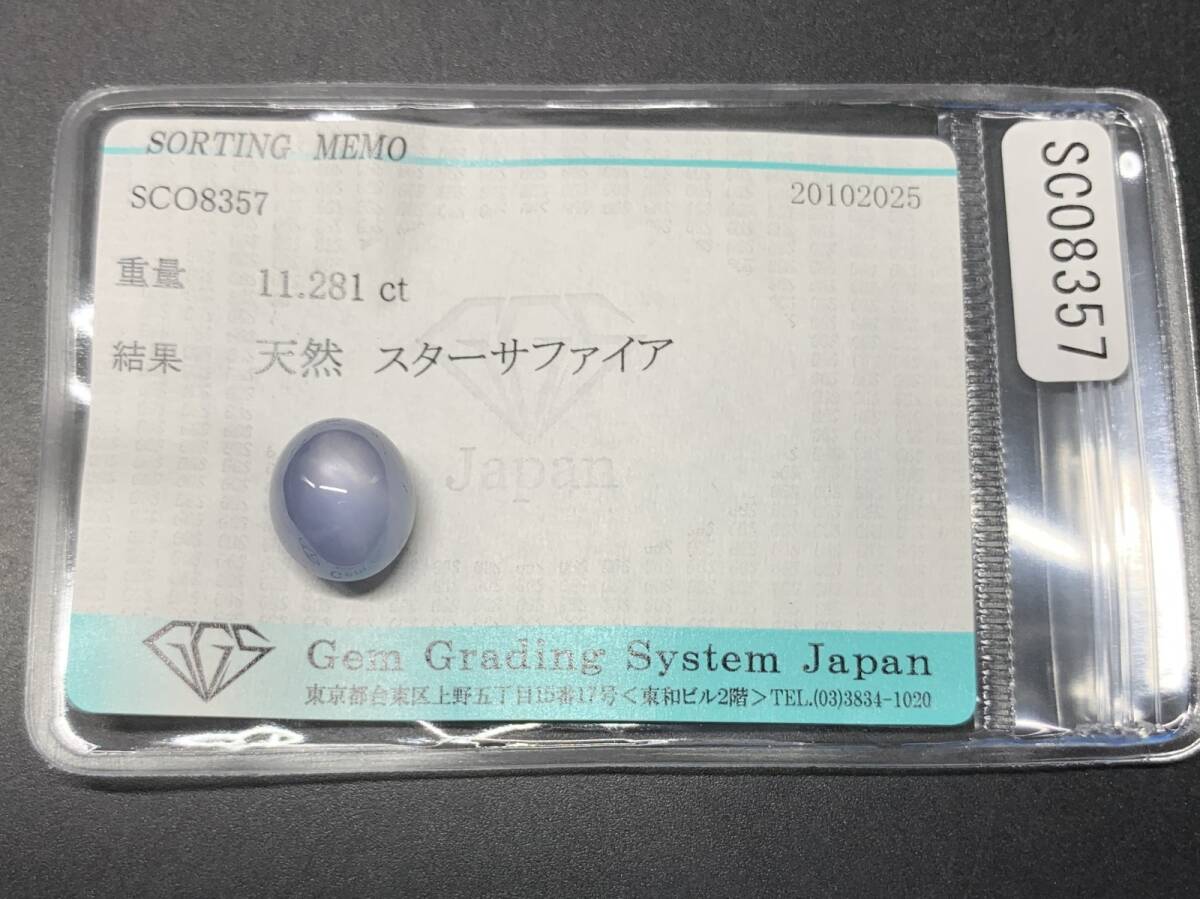 SORTING MEMO
SCO8357
20102025
重量 11.281 ct
結果 天然 スターサファイア
Japan
GGS
Gem Grading System Japan
東京都台東区上野五丁目15番17号<東和ビル2階>TEL.(03)3834-1020
SCO8357